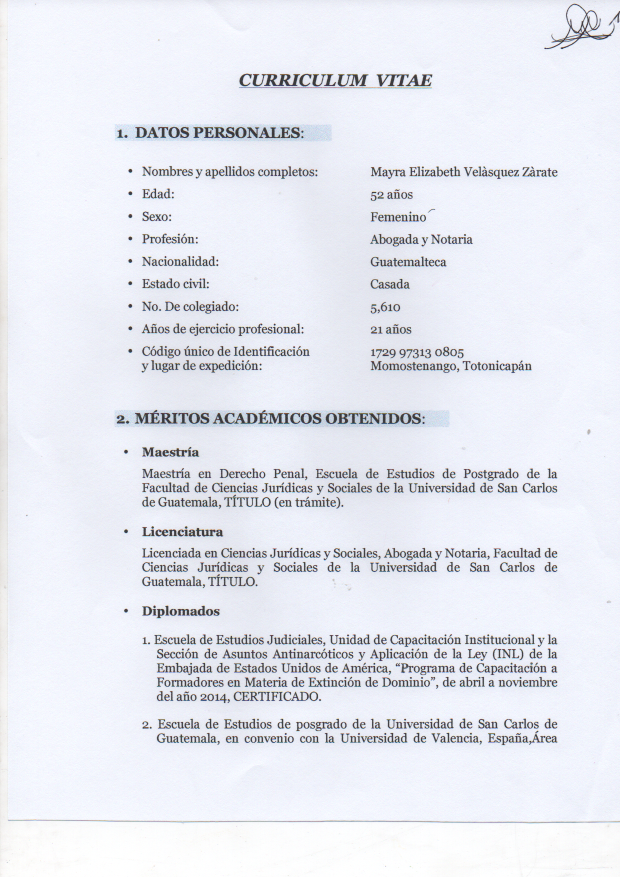 CURRICULUM VITAE
1. DATOS PERSONALES:
• Nombres y apellidos completos: Mayra Elizabeth Velàsquez Zàrate
• Edad: 52 años
• Sexo: Femenino
• Profesión: Abogada y Notaria
• Nacionalidad: Guatemalteca
• Estado civil: Casada
• No. De colegiado: 5,610
• Años de ejercicio profesional: 21 años
• Código único de Identificación 1729 97313 0805
y lugar de expedición: Momostenango, Totonicapán
2. MÉRITOS ACADÉMICOS OBTENIDOS:
• Maestría
Maestría en Derecho Penal, Escuela de Estudios de Postgrado de la
Facultad de Ciencias Jurídicas y Sociales de la Universidad de San Carlos
de Guatemala, TÍTULO (en trámite).
• Licenciatura
Licenciada en Ciencias Jurídicas y Sociales, Abogada y Notaria, Facultad de
Ciencias Jurídicas y Sociales de la Universidad de San Carlos de
Guatemala, TÍTULO.
• Diplomados
1. Escuela de Estudios Judiciales, Unidad de Capacitación Institucional y la
Sección de Asuntos Antinarcóticos y Aplicación de la Ley (INL) de la
Embajada de Estados Unidos de América, “Programa de Capacitación a
Formadores en Materia de Extinción de Dominio”, de abril a noviembre
del año 2014, CERTIFICADO.
2. Escuela de Estudios de posgrado de la Universidad de San Carlos de
Guatemala, en convenio con la Universidad de Valencia, España,Área